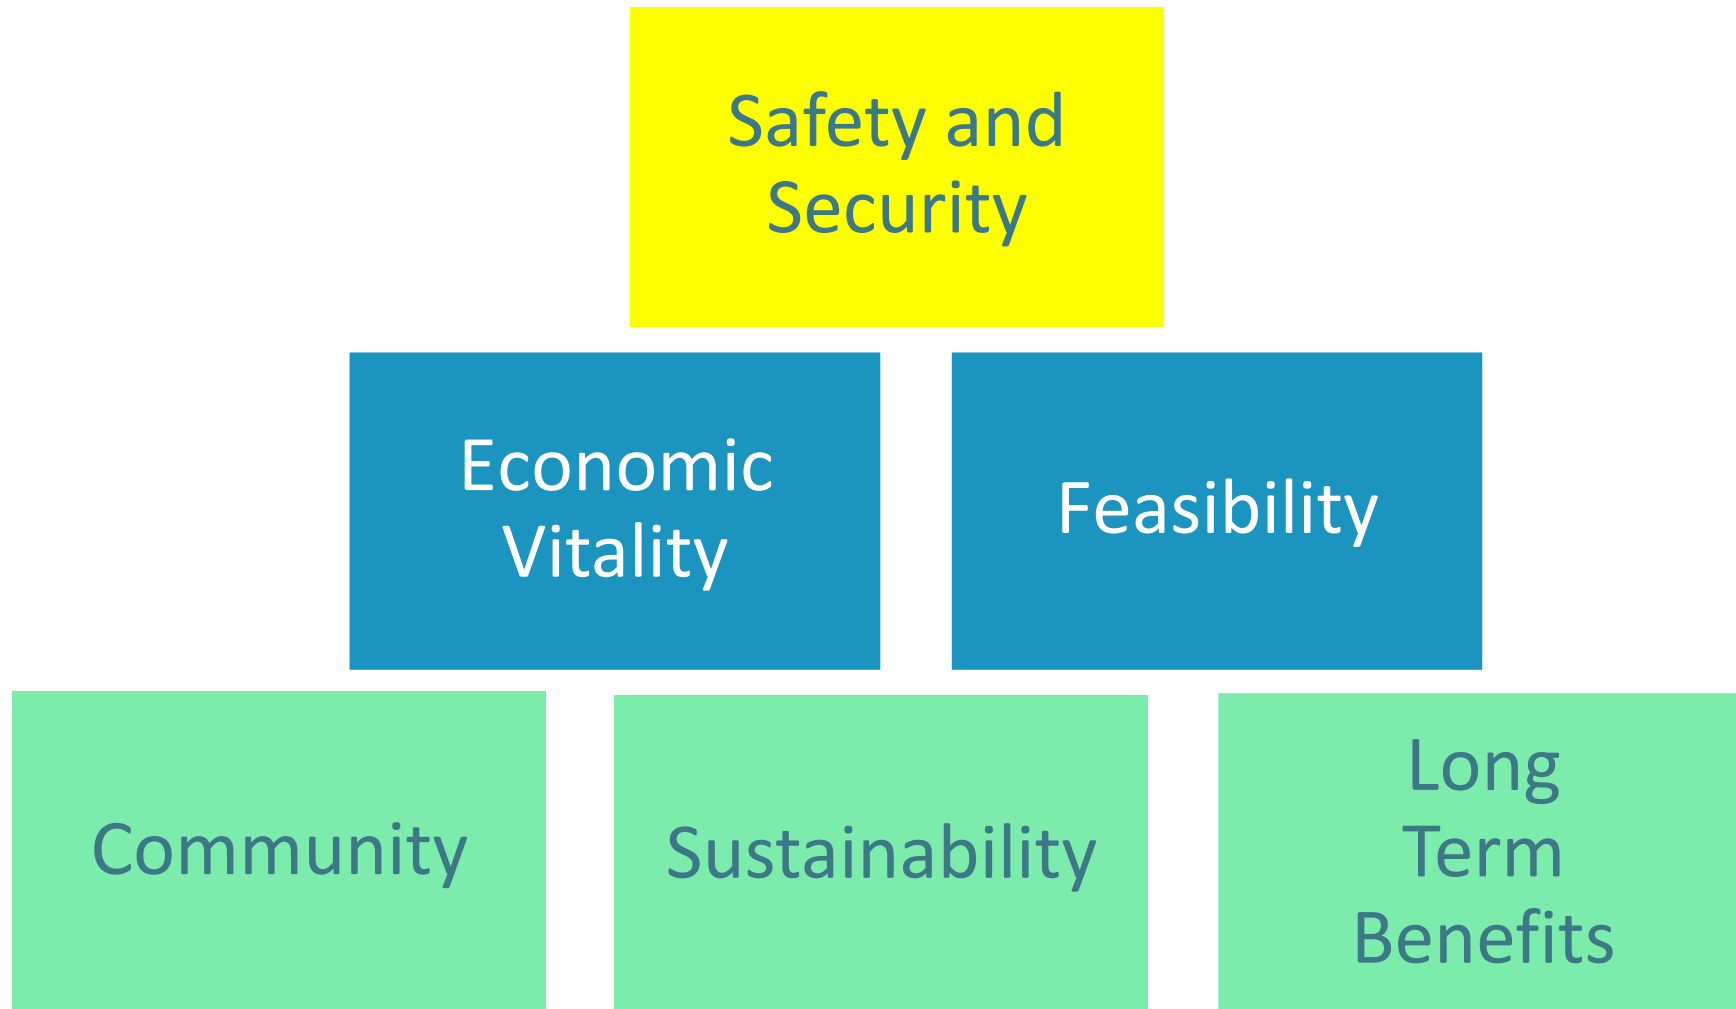 Safety and
Security
Economic
Vitality
Feasibility
Community
Sustainability
Long
Term
Benefits